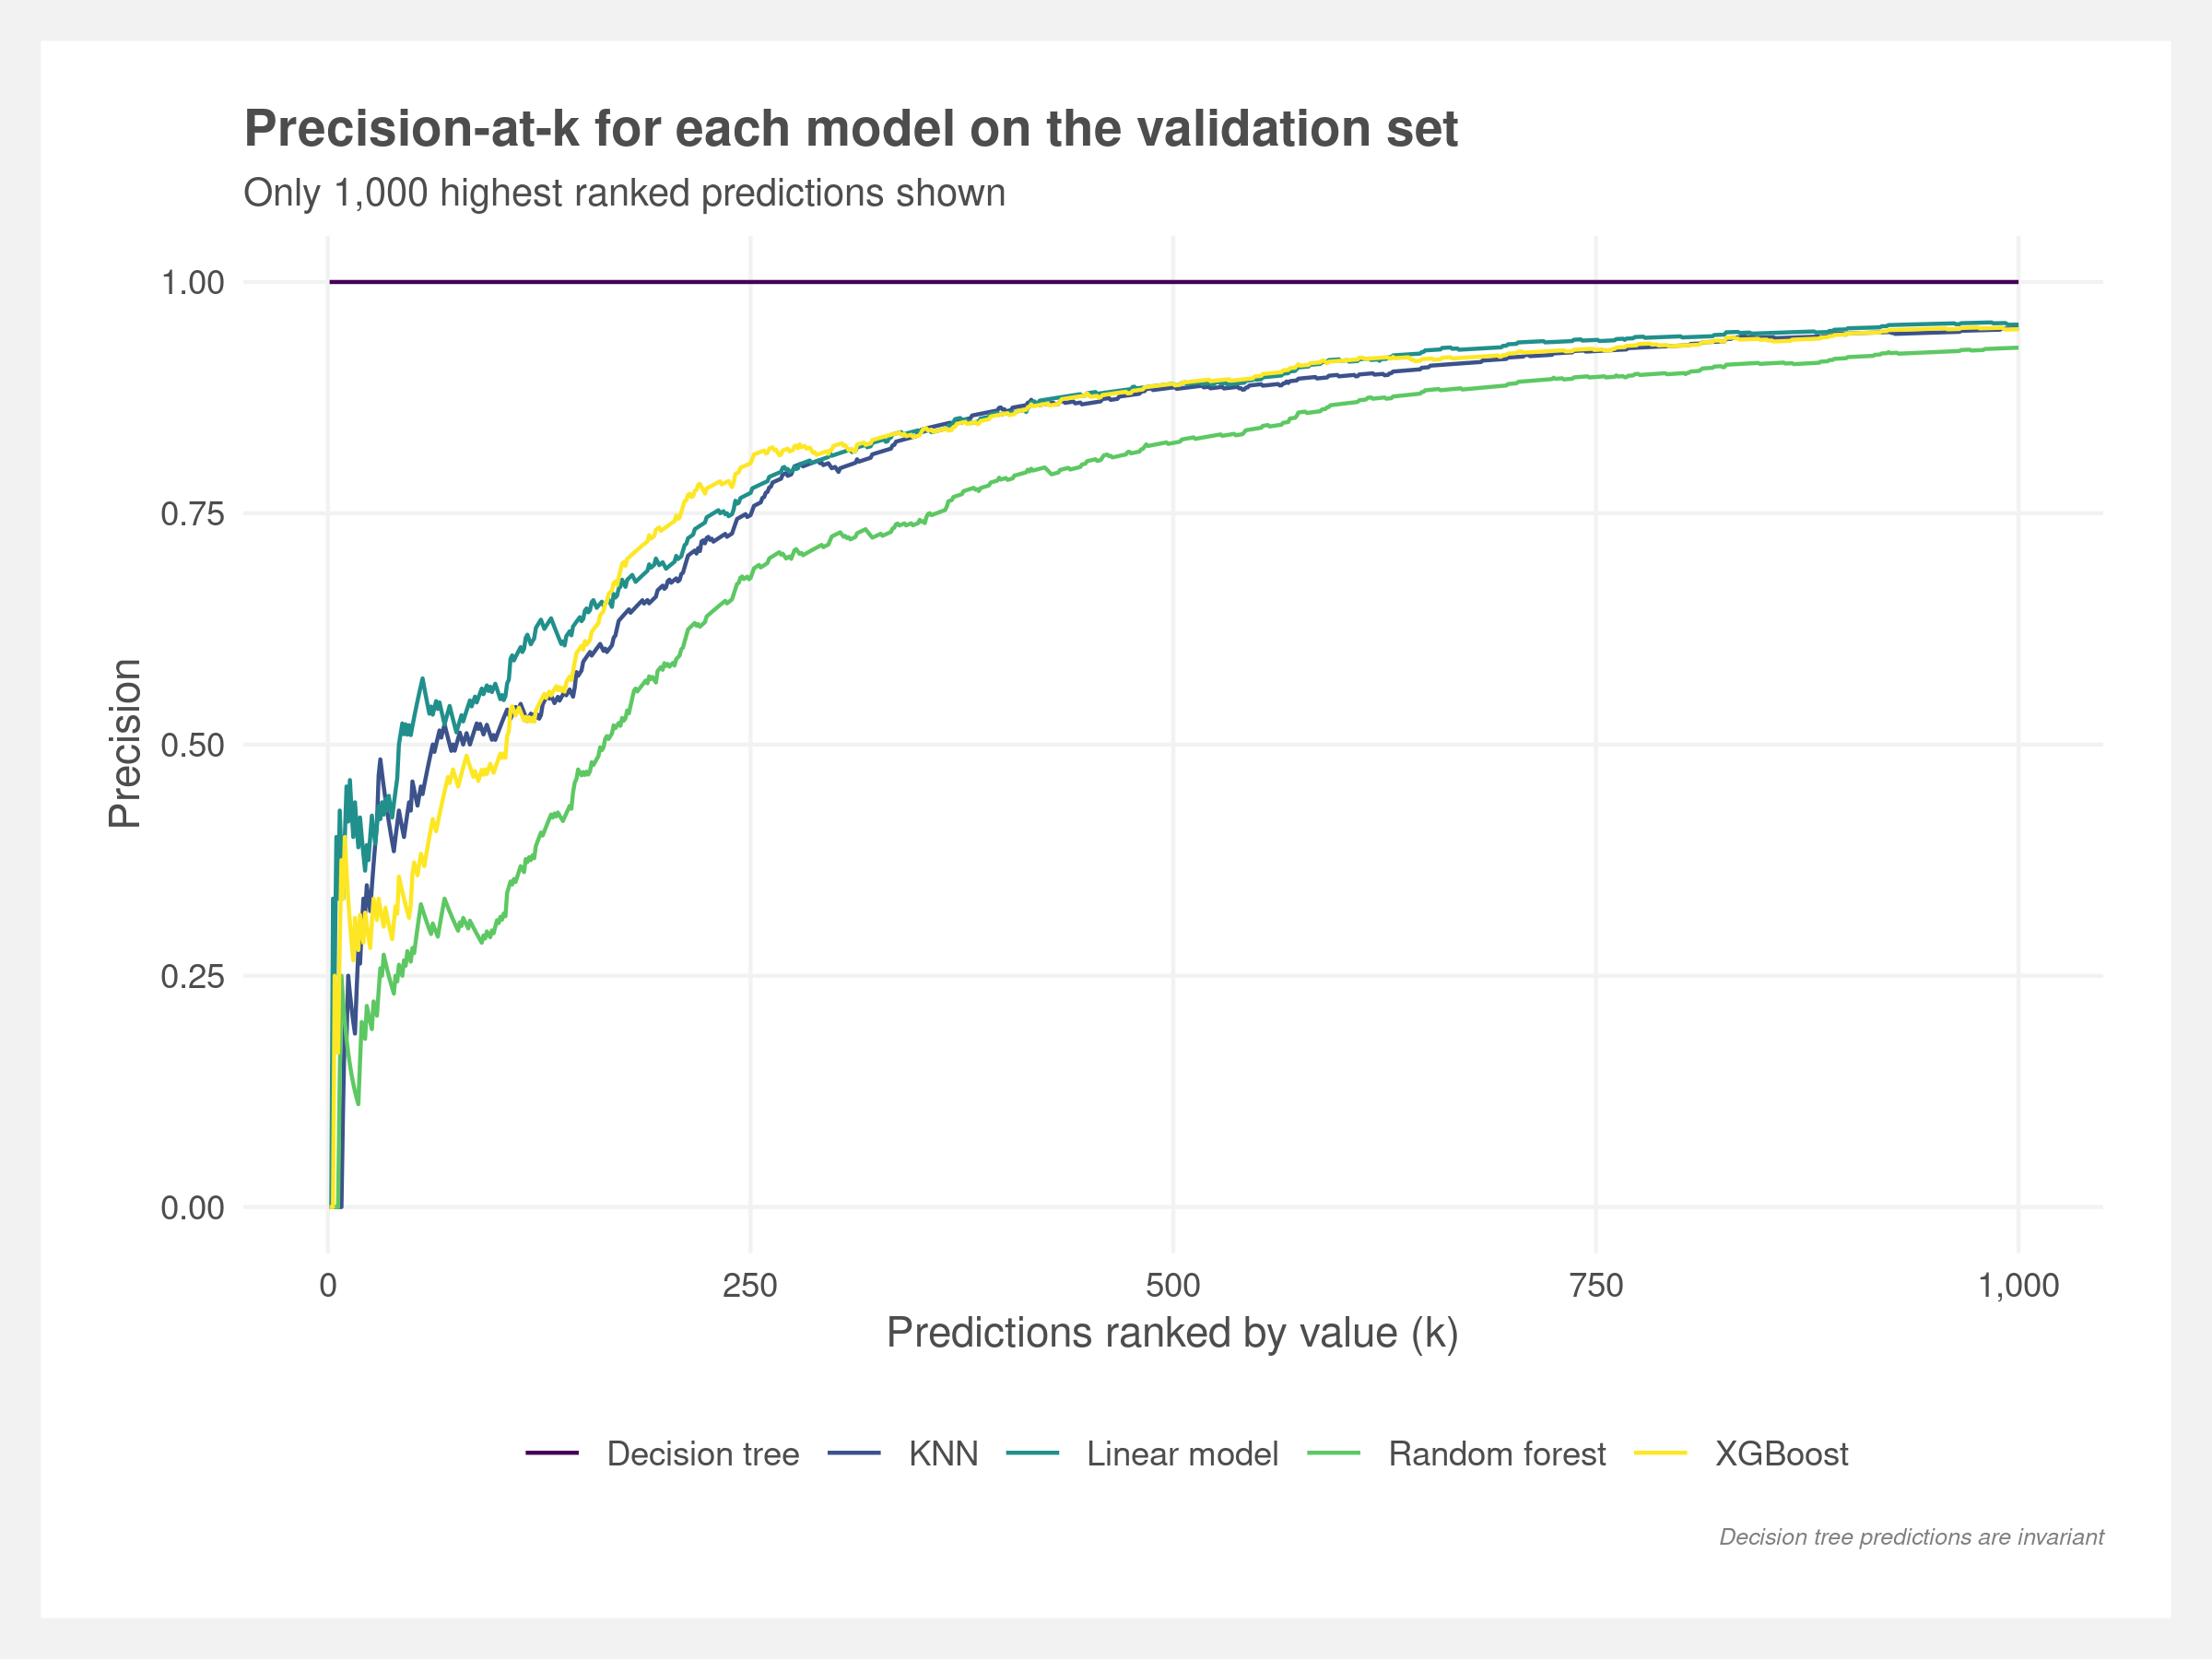 Precision-at-k for each model on the validation set
Only 1,000 highest ranked predictions shown
1.00
0.75
0.50
0.25
0.00
Precision
0 250 500 750 1,000
Predictions ranked by value (k)
Decision tree KNN Linear model Random forest XGBoost
Decision tree predictions are invariant